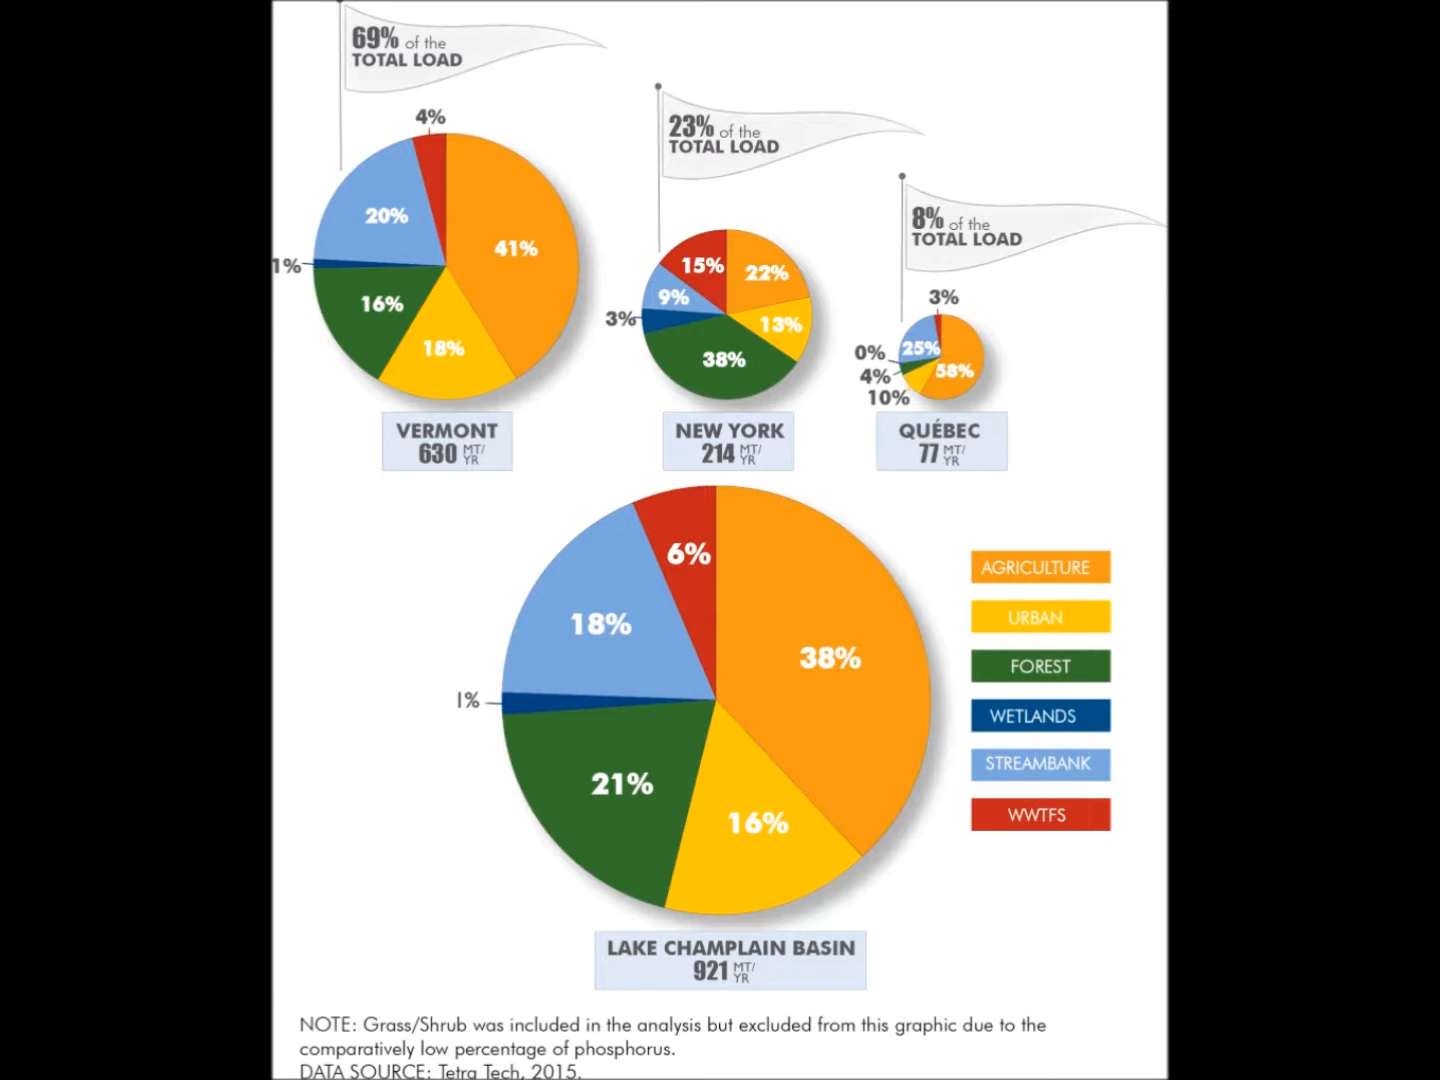 69% of the
TOTAL LOAD
4%
20%
41%
1%
16%
18%
VERMONT
630 MT/
YR
23% of the
TOTAL LOAD
15%
22%
9%
3%
13%
38%
NEW YORK
214 MT/
YR
8% of the
TOTAL LOAD
3%
0%
25%
4%
58%
10%
QUÉBEC
77 MT/
YR
6%
18%
38%
1%
21%
16%
AGRICULTURE
URBAN
FOREST
WETLANDS
STREAMBANK
WWTFS
LAKE CHAMPLAIN BASIN
921 MT/
YR
NOTE: Grass/Shrub was included in the analysis but excluded from this graphic due to the
comparatively low percentage of phosphorus.
DATA SOURCE: Tetra Tech, 2015.